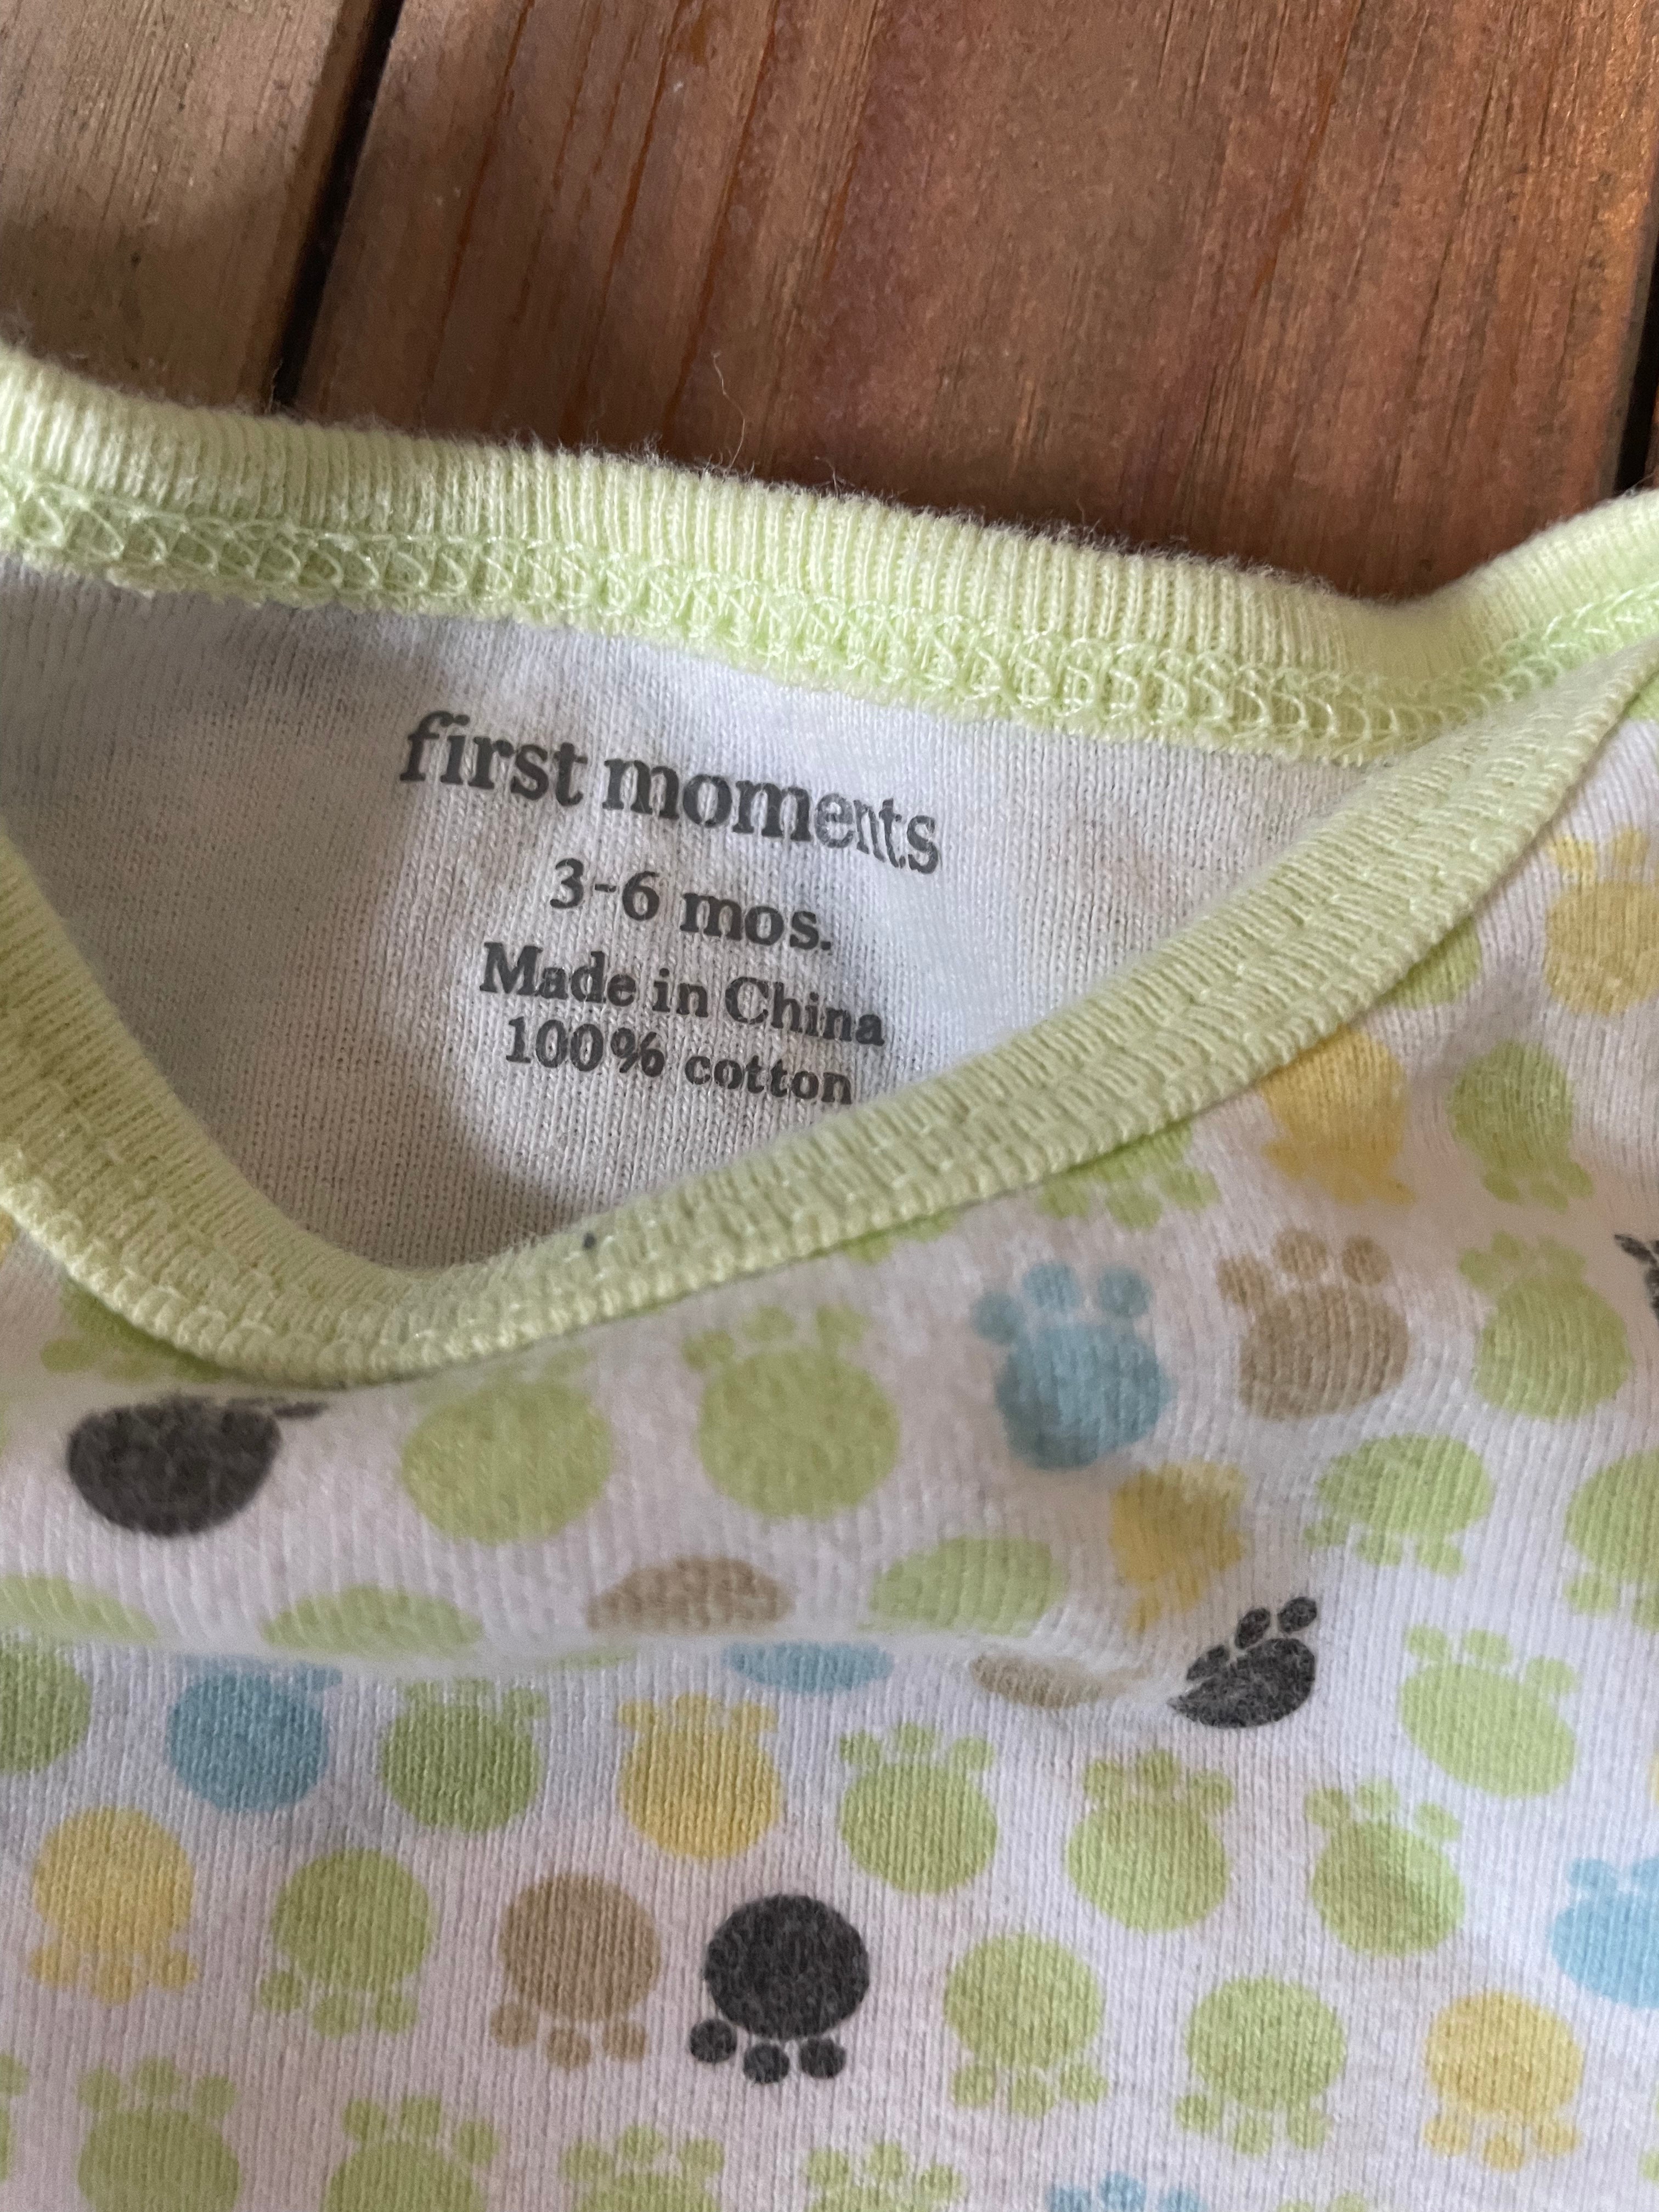 first moments
3-6 mos.
Made in China
100% cotton